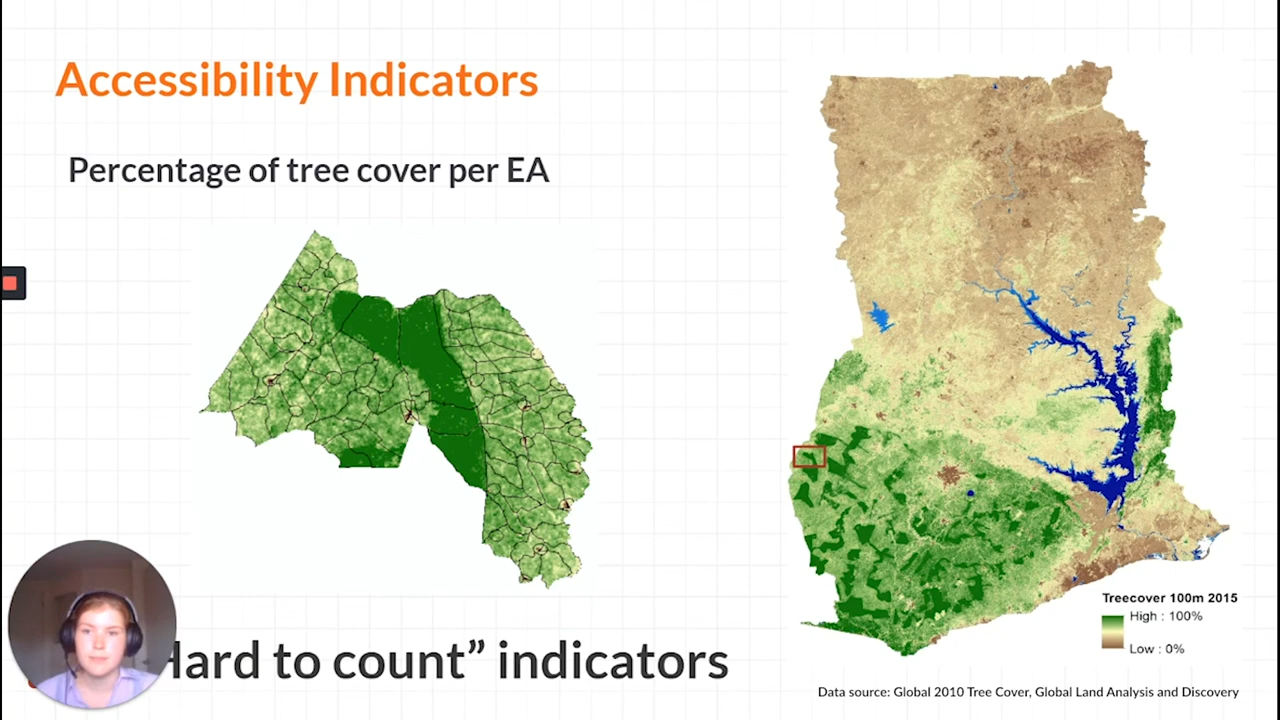 Accessibility Indicators
Percentage of tree cover per EA
Treecover 100m 2015
High : 100%
Low : 0%
Hard to count” indicators
Data source: Global 2010 Tree Cover, Global Land Analysis and Discovery